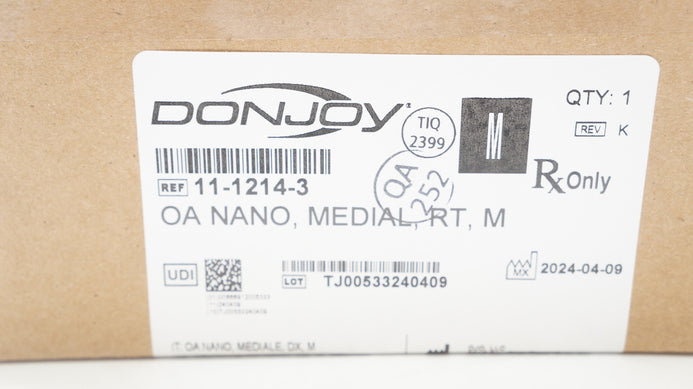 DONJOY®
TIQ
2399
M
QTY: 1
REV K
REF 11-1214-3
QA
252
Rx Only
OA NANO, MEDIAL, RT, M
UDI
LOT TJ00533240409
MX 2024-04-09
IT: OA NANO, MEDIALE, DX, M